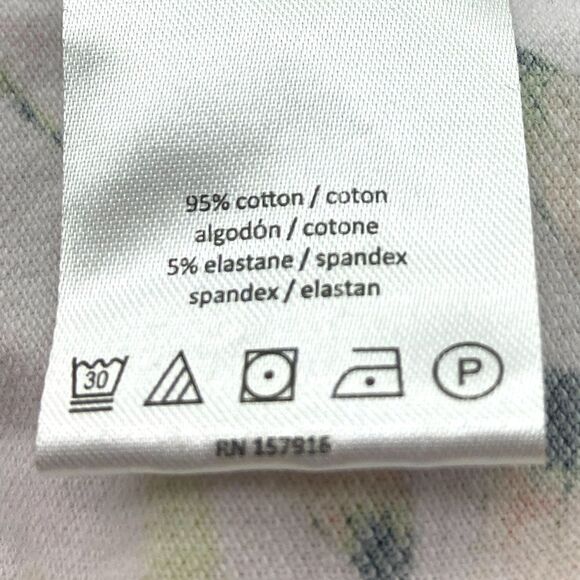 95% cotton / coton
algodón / cotone
5% elastane / spandex
spandex / elastan
30 P
RN 157916